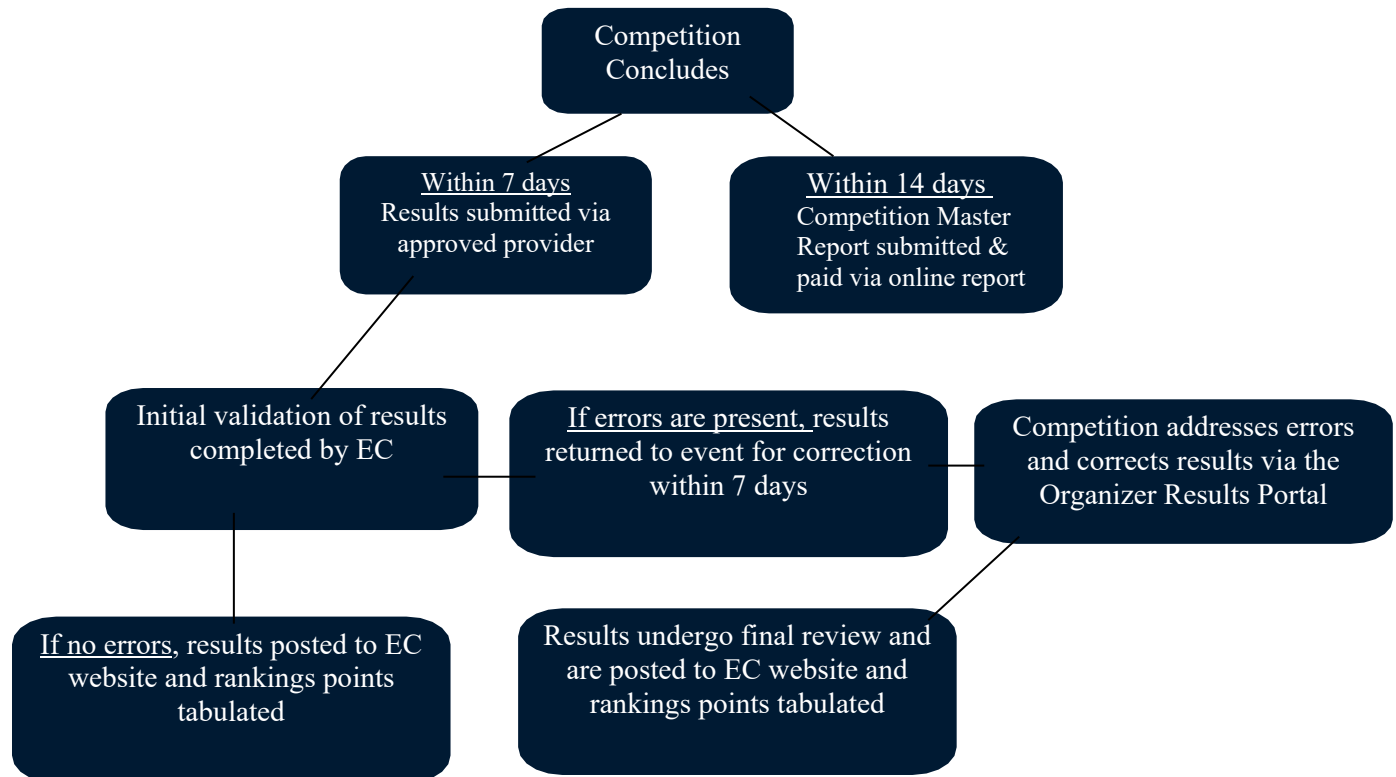 Competition
Concludes
Within 7 days
Results submitted via
approved provider
Within 14 days
Competition Master
Report submitted &
paid via online report
Initial validation of results
completed by EC
If errors are present, results
returned to event for correction
within 7 days
Competition addresses errors
and corrects results via the
Organizer Results Portal
If no errors, results posted to EC
website and rankings points
tabulated
Results undergo final review and
are posted to EC website and
rankings points tabulated